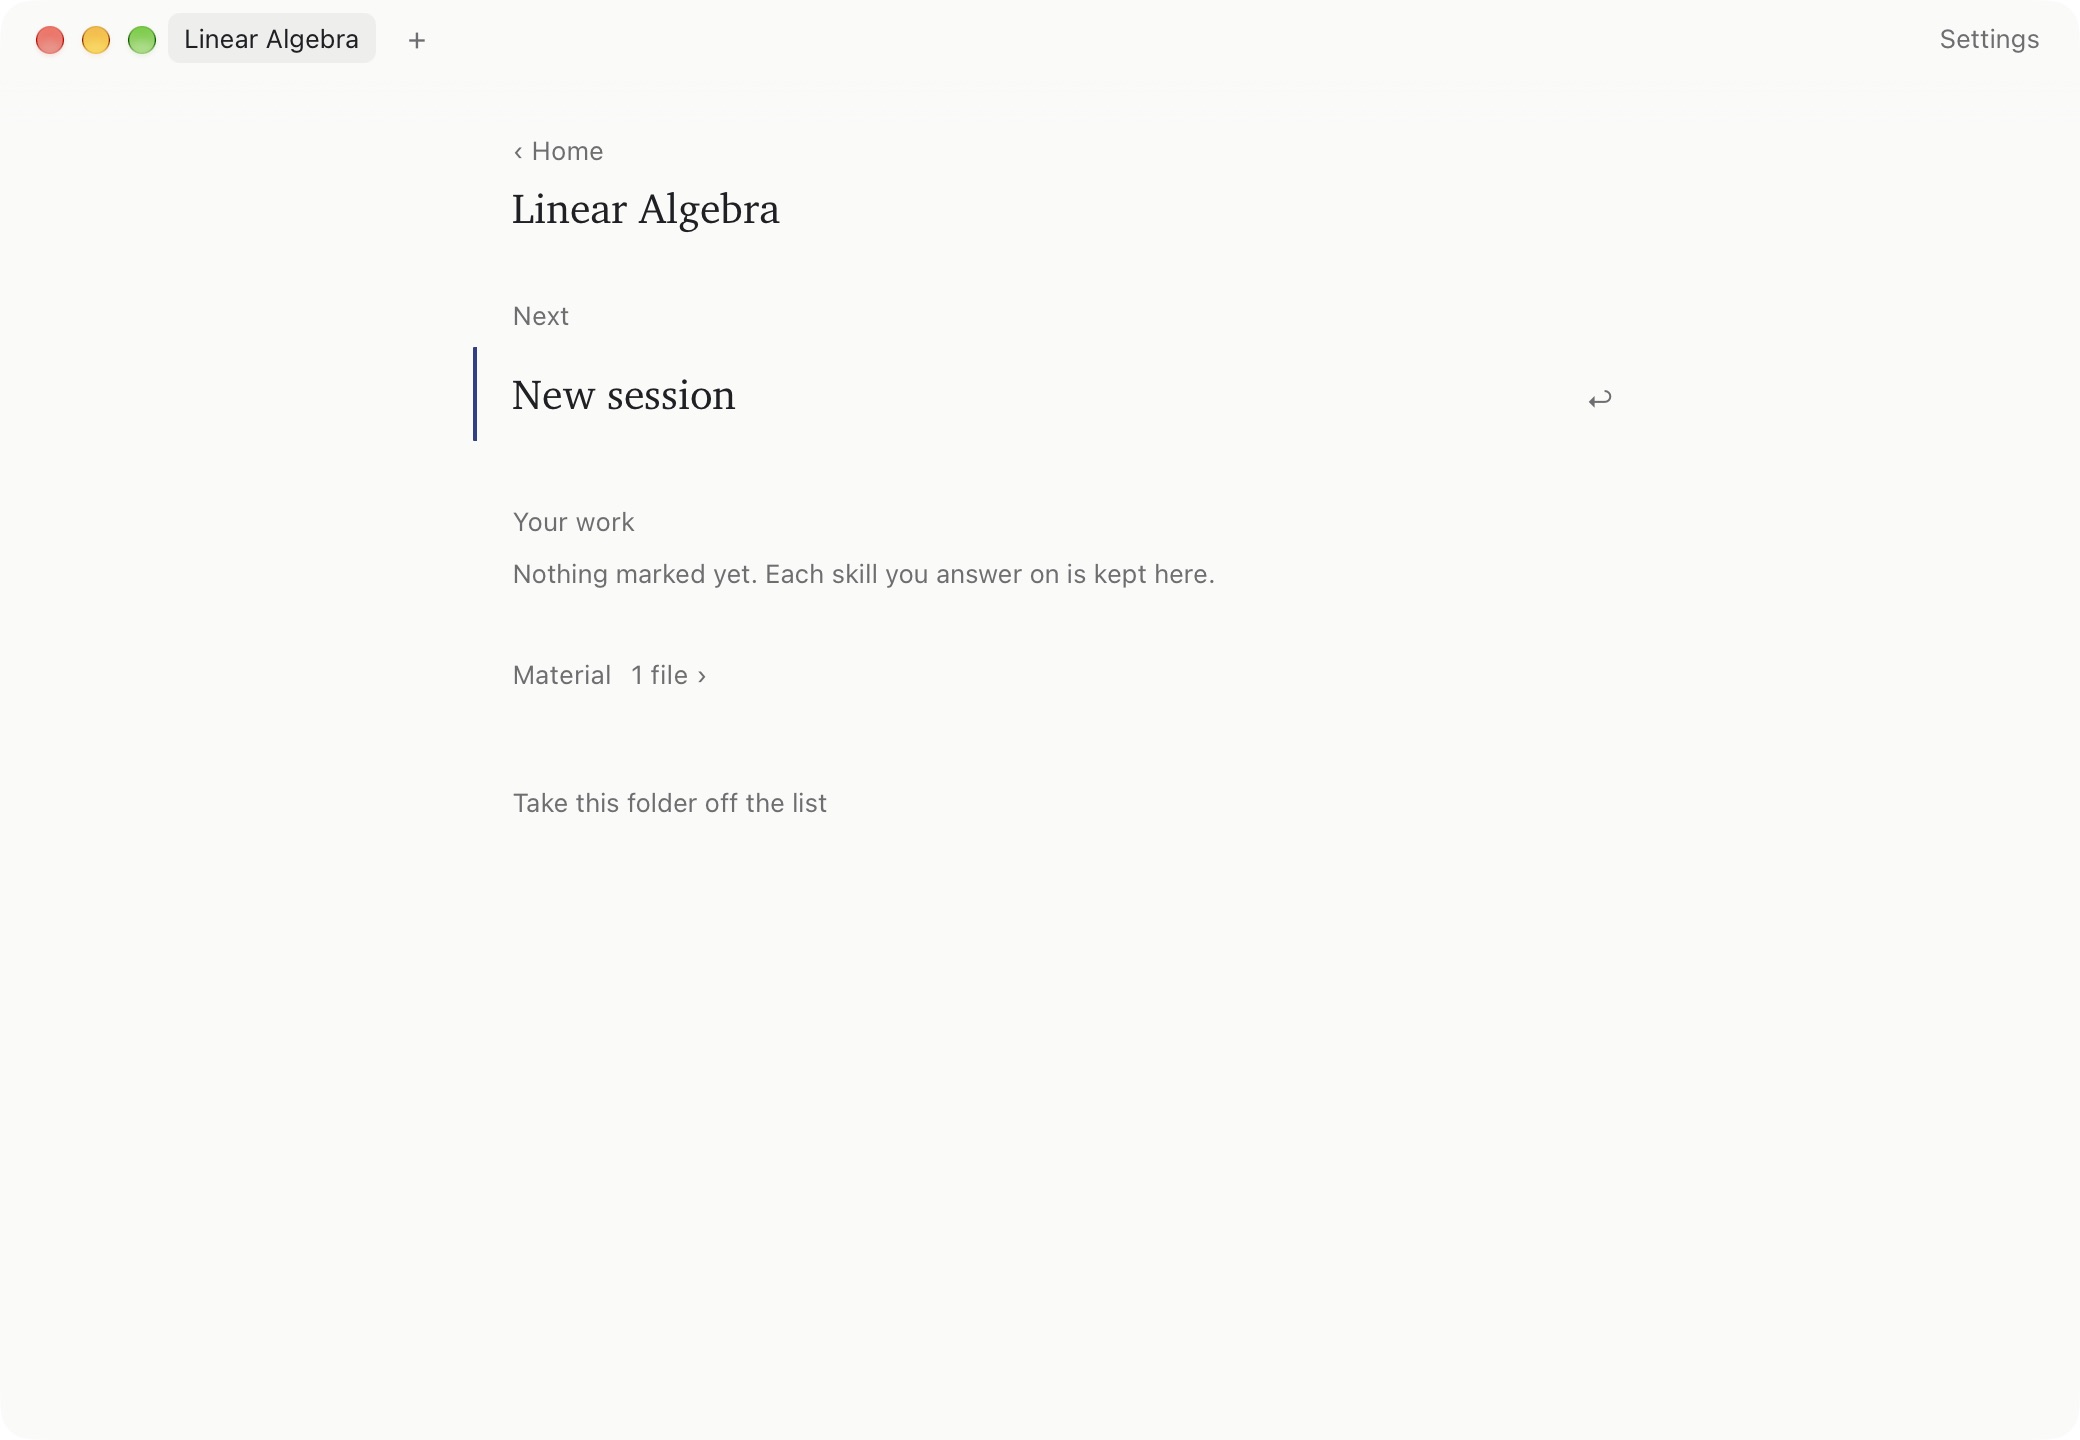 Linear Algebra +
Settings
‹ Home
Linear Algebra
Next
New session
Your work
Nothing marked yet. Each skill you answer on is kept here.
Material 1 file ›
Take this folder off the list